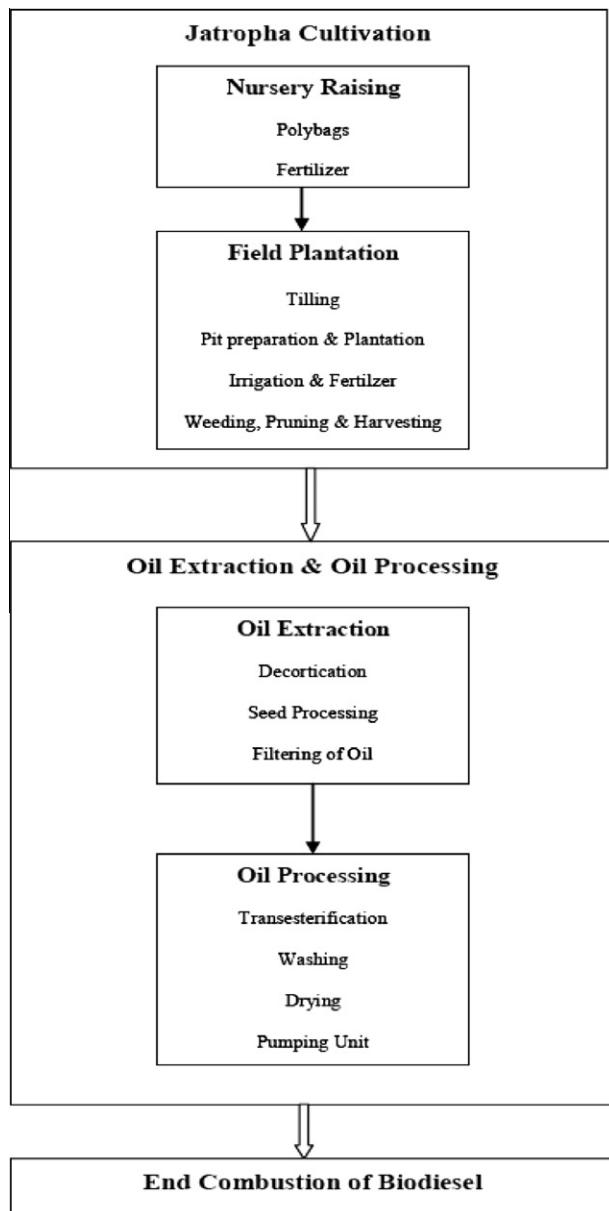 Jatropha Cultivation
Nursery Raising
Polybags
Fertilizer
Field Plantation
Tilling
Pit preparation & Plantation
Irrigation & Fertilzer
Weeding, Pruning & Harvesting
Oil Extraction & Oil Processing
Oil Extraction
Decortication
Seed Processing
Filtering of Oil
Oil Processing
Transesterification
Washing
Drying
Pumping Unit
End Combustion of Biodiesel